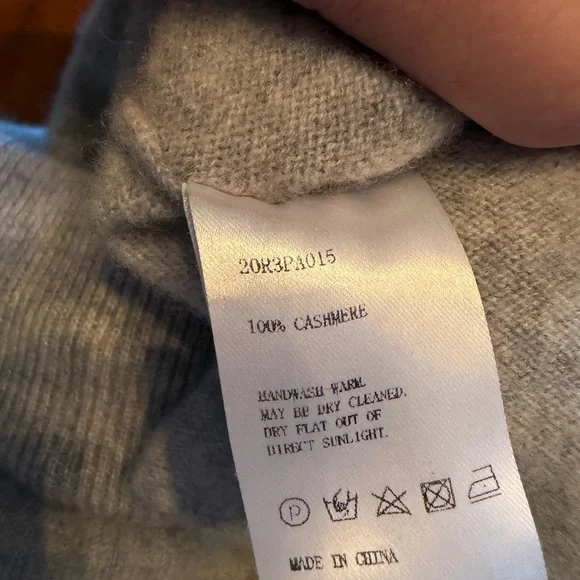 20R3PA015
100% CASHMERE
HANDWASH WARM.
MAY BE DRY CLEANED.
DRY FLAT OUT OF
DIRECT SUNLIGHT.
P
MADE IN CHINA